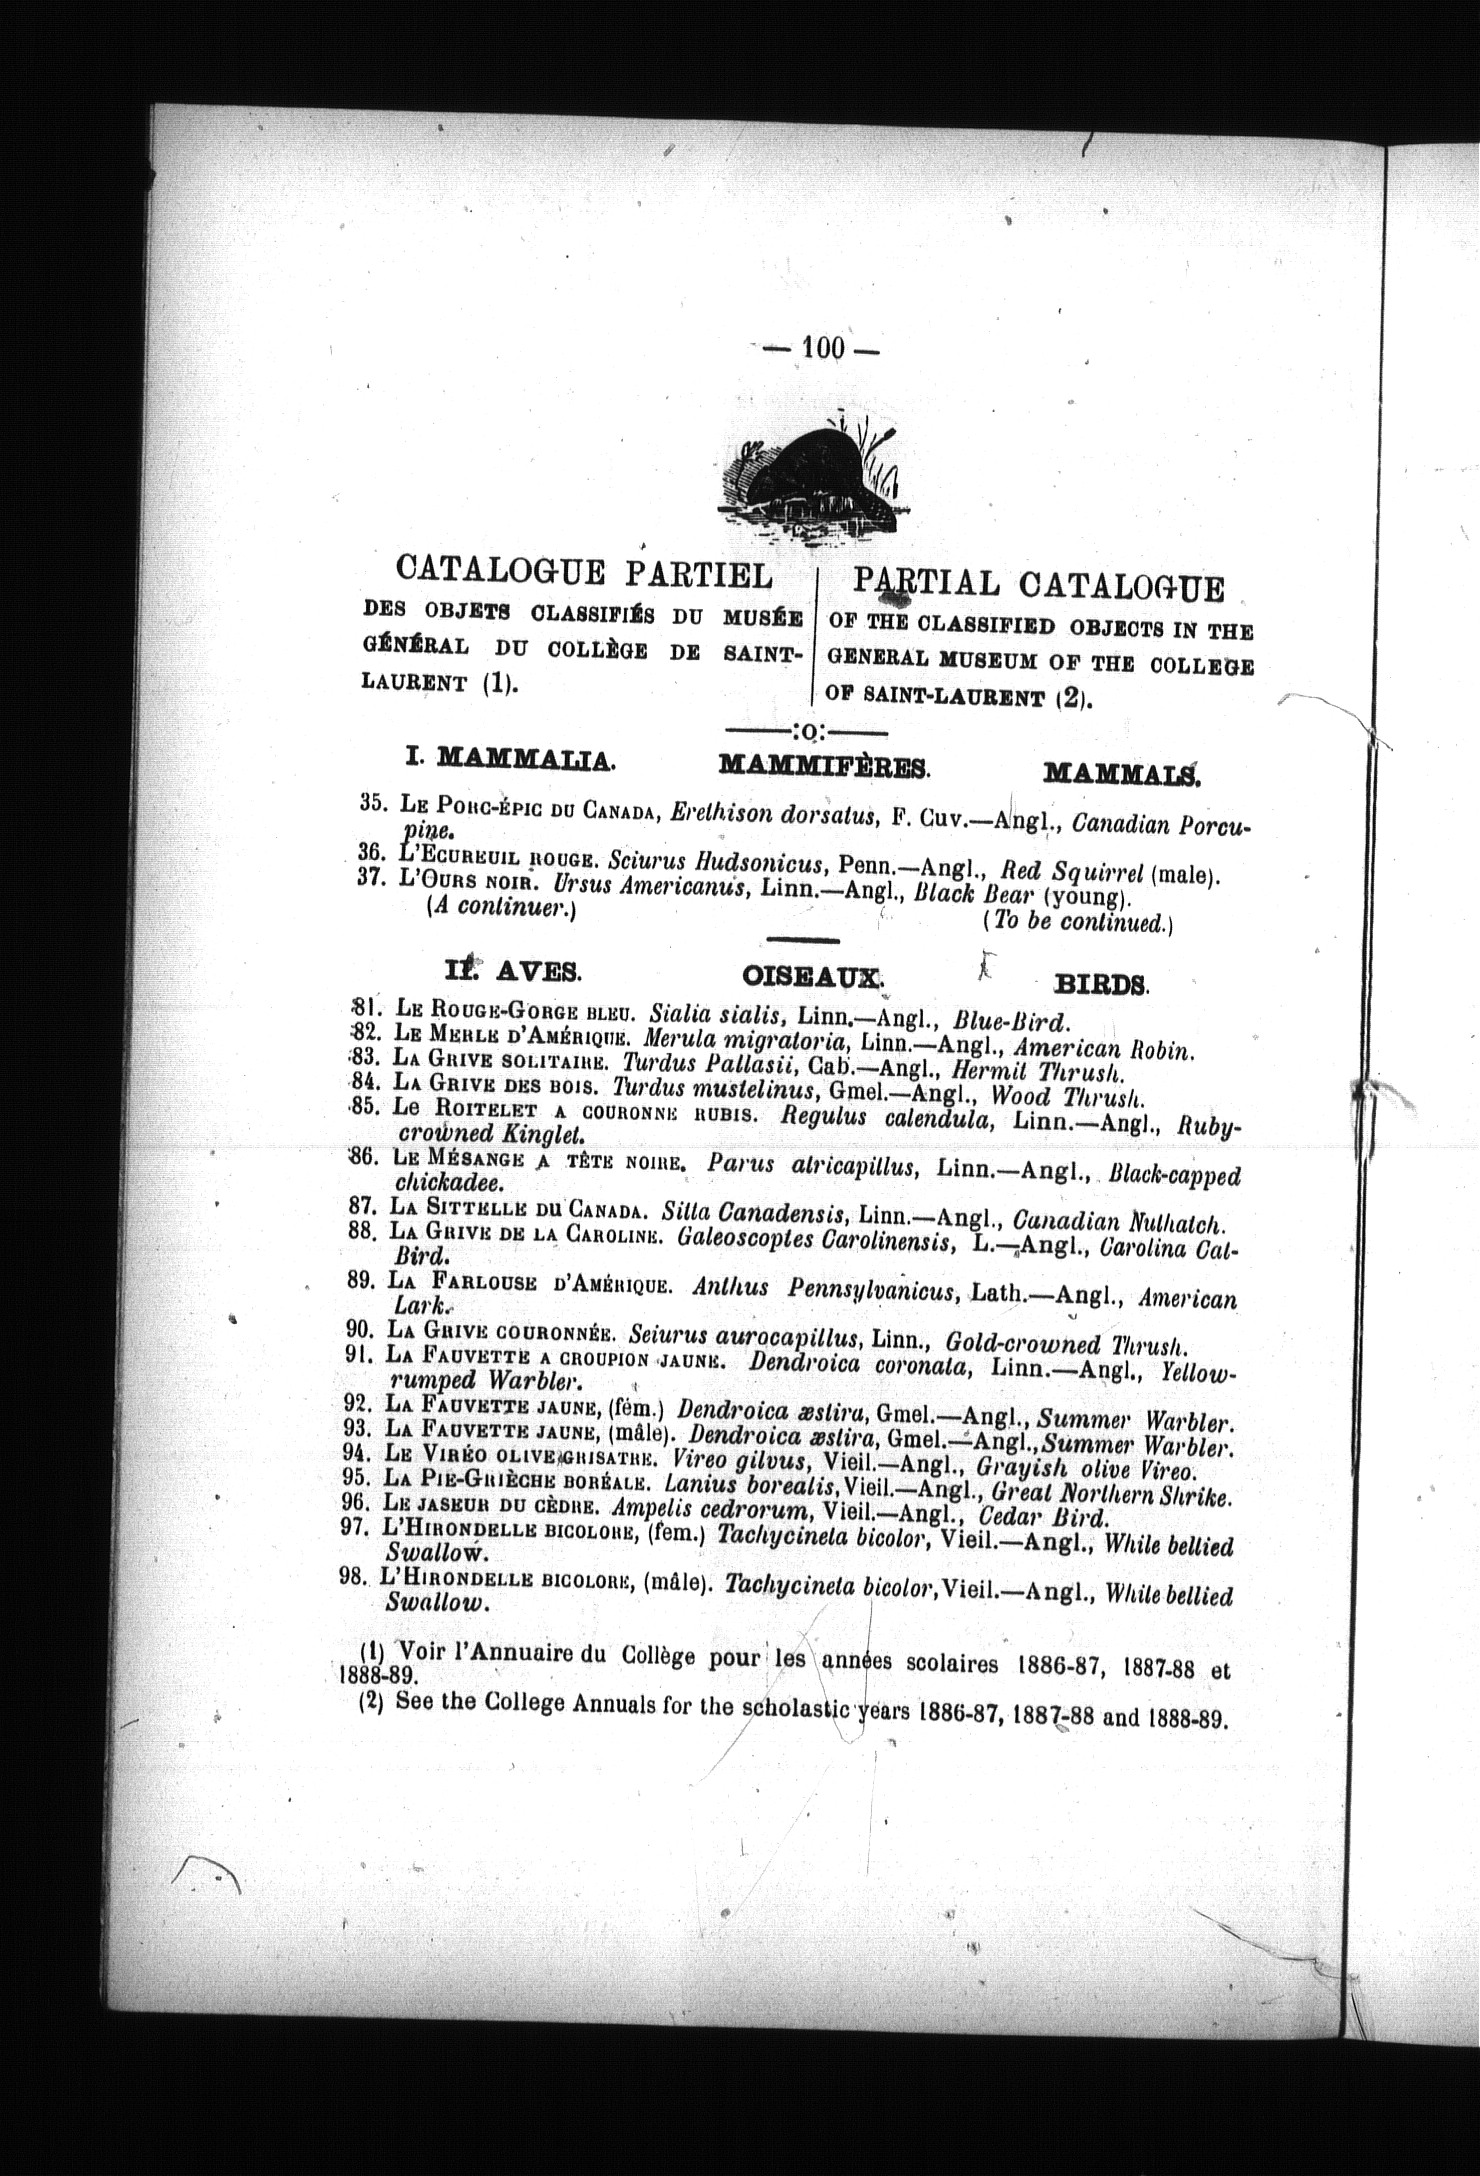 — 100 —
CATALOGUE PARTIEL
DES OBJETS CLASSIFIÉS DU MUSÉE
GÉNÉRAL DU COLLÈGE DE SAINT-
LAURENT (1).
PARTIAL CATALOGUE
OF THE CLASSIFIED OBJECTS IN THE
GENERAL MUSEUM OF THE COLLEGE
OF SAINT-LAURENT (2).
——:o:——
I. MAMMALIA. MAMMIFÈRES. MAMMALS.
35. LE PORC-ÉPIC DU CANADA, Erethison dorsatus, F. Cuv.—Angl., Canadian Porcu-
pine.
36. L'ECUREUIL ROUGE. Sciurus Hudsonicus, Penn.—Angl., Red Squirrel (male).
37. L'OURS NOIR. Ursus Americanus, Linn.—Angl., Black Bear (young).
(A continuer.) (To be continued.)
II. AVES. OISEAUX. BIRDS.
81. LE ROUGE-GORGE BLEU. Sialia sialis, Linn.—Angl., Blue-Bird.
82. LE MERLE D'AMÉRIQUE. Merula migratoria, Linn.—Angl., American Robin.
83. LA GRIVE SOLITAIRE. Turdus Pallasii, Cab.—Angl., Hermit Thrush.
84. LA GRIVE DES BOIS. Turdus mustelinus, Gmel.—Angl., Wood Thrush.
85. Le ROITELET A COURONNE RUBIS. Regulus calendula, Linn.—Angl., Ruby-
crowned Kinglet.
86. LE MÉSANGE A TÊTE NOIRE. Parus atricapillus, Linn.—Angl., Black-capped
chickadee.
87. LA SITTELLE DU CANADA. Sitta Canadensis, Linn.—Angl., Canadian Nuthatch.
88. LA GRIVE DE LA CAROLINE. Galeoscoptes Carolinensis, L.—Angl., Carolina Cat-
Bird.
89. LA FARLOUSE D'AMÉRIQUE. Anthus Pennsylvanicus, Lath.—Angl., American
Lark.
90. LA GRIVE COURONNÉE. Seiurus aurocapillus, Linn., Gold-crowned Thrush.
91. LA FAUVETTE A CROUPION JAUNE. Dendroica coronata, Linn.—Angl., Yellow-
rumped Warbler.
92. LA FAUVETTE JAUNE, (fém.) Dendroica æstiva, Gmel.—Angl., Summer Warbler.
93. LA FAUVETTE JAUNE, (mâle). Dendroica æstiva, Gmel.—Angl., Summer Warbler.
94. LE VIRÉO OLIVE GRISATRE. Vireo gilvus, Vieil.—Angl., Grayish olive Vireo.
95. LA PIE-GRIÈCHE BORÉALE. Lanius borealis, Vieil.—Angl., Great Northern Shrike.
96. LE JASEUR DU CÈDRE. Ampelis cedrorum, Vieil.—Angl., Cedar Bird.
97. L'HIRONDELLE BICOLORE, (fem.) Tachycineta bicolor, Vieil.—Angl., White bellied
Swallow.
98. L'HIRONDELLE BICOLORE, (mâle). Tachycineta bicolor, Vieil.—Angl., White bellied
Swallow.
(1) Voir l'Annuaire du Collège pour les années scolaires 1886-87, 1887-88 et
1888-89.
(2) See the College Annuals for the scholastic years 1886-87, 1887-88 and 1888-89.